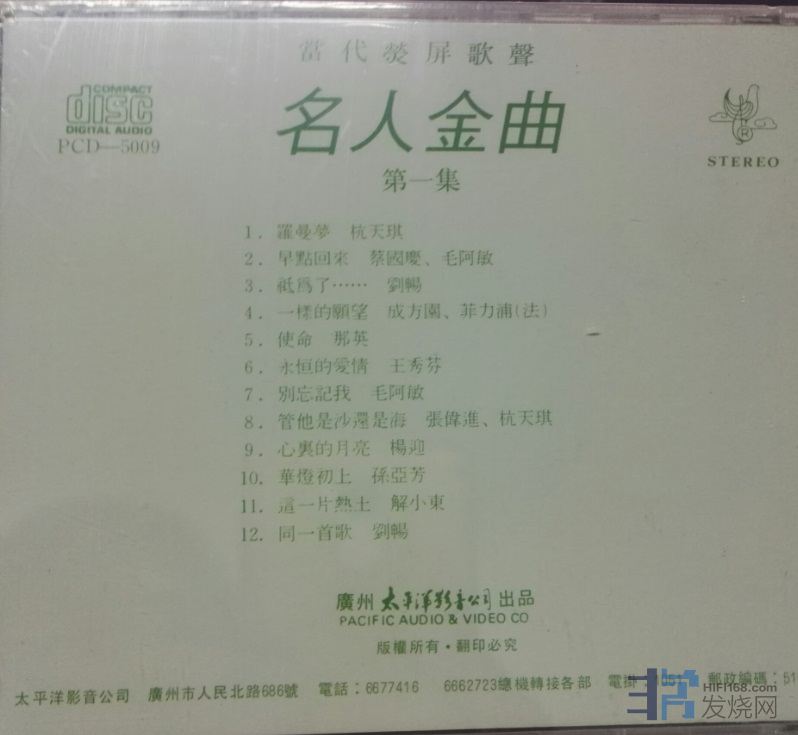 當代熒屏歌聲
COMPACT
disc
DIGITAL AUDIO
PCD—5009
名人金曲
STEREO
第一集
1. 羅曼夢 杭天琪
2. 早點回來 蔡國慶、毛阿敏
3. 祇爲了…… 劉暢
4. 一樣的願望 成方園、菲力浦(法)
5. 使命 那英
6. 永恒的愛情 王秀芬
7. 別忘記我 毛阿敏
8. 管他是沙還是海 張偉進、杭天琪
9. 心裏的月亮 楊迎
10. 華燈初上 孫亞芳
11. 這一片熱土 解小東
12. 同一首歌 劉暢
廣州 太平洋影音公司 出品
PACIFIC AUDIO & VIDEO CO
版權所有·翻印必究
太平洋影音公司 廣州市人民北路686號 電話：6677416 6662723總機轉接各部 電掛：1051 郵政編碼：51
HIFI168.com
发烧网